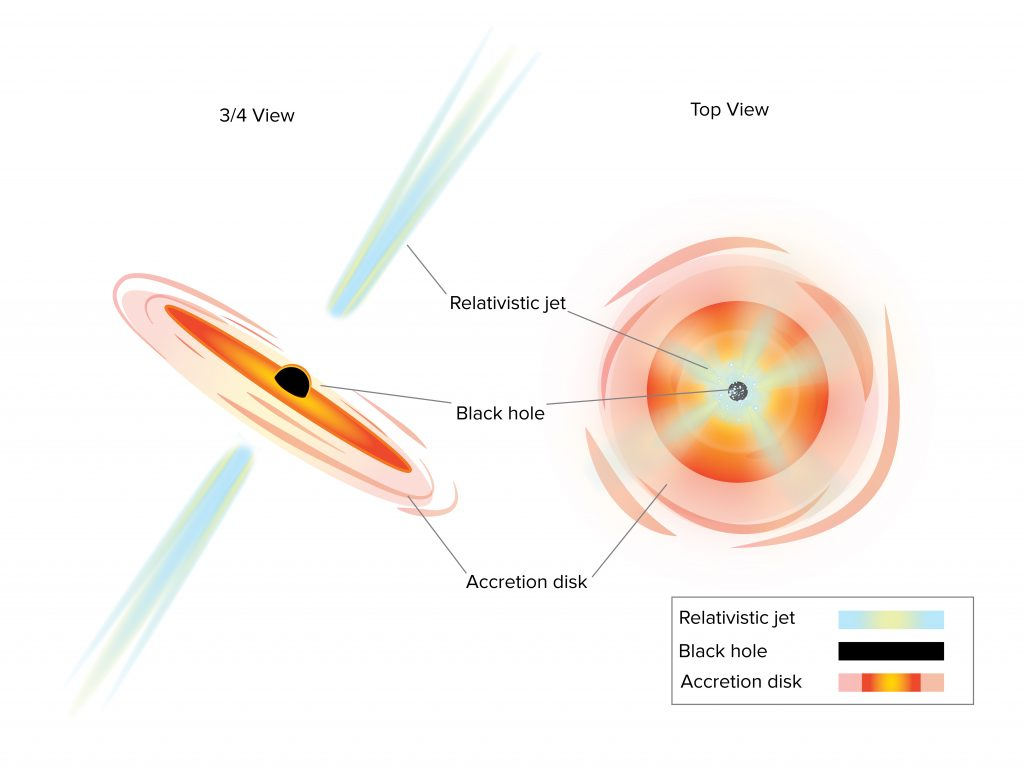 3/4 View
Top View
Relativistic jet
Black hole
Accretion disk
Relativistic jet
Black hole
Accretion disk